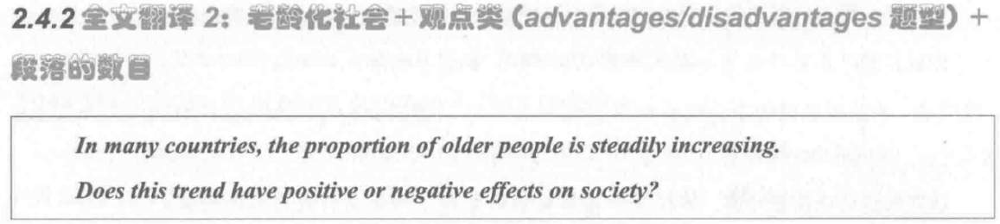 2.4.2 全文翻译 2：老龄化社会＋观点类（advantages/disadvantages 题型）＋
段落的数目
In many countries, the proportion of older people is steadily increasing.
Does this trend have positive or negative effects on society?